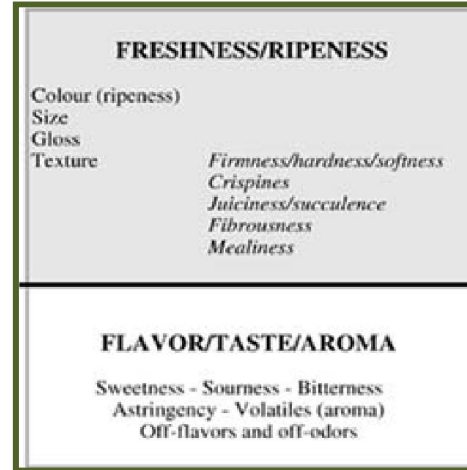 FRESHNESS/RIPENESS
Colour (ripeness)
Size
Gloss
Texture Firmness/hardness/softness
Crispines
Juiciness/succulence
Fibrousness
Mealiness
FLAVOR/TASTE/AROMA
Sweetness - Sourness - Bitterness
Astringency - Volatiles (aroma)
Off-flavors and off-odors